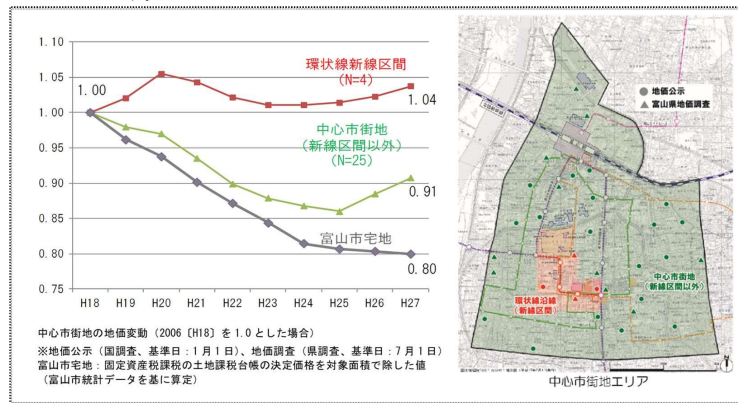 1.10
1.05
1.00
0.95
0.90
0.85
0.80
0.75
H18 H19 H20 H21 H22 H23 H24 H25 H26 H27
1.00
環状線新線区間
(N=4)
1.04
中心市街地
(新線区間以外)
(N=25)
0.91
富山市宅地
0.80
中心市街地の地価変動（2006〔H18〕を 1.0 とした場合）
※地価公示（国調査、基準日：1月1日）、地価調査（県調査、基準日：7月1日）
富山市宅地：固定資産税課税の土地課税台帳の決定価格を対象面積で除した値
（富山市統計データを基に算定）
地価公示
富山県地価調査
中心市街地
(新線区間以外)
環状線沿線
(新線区間)
中心市街地エリア